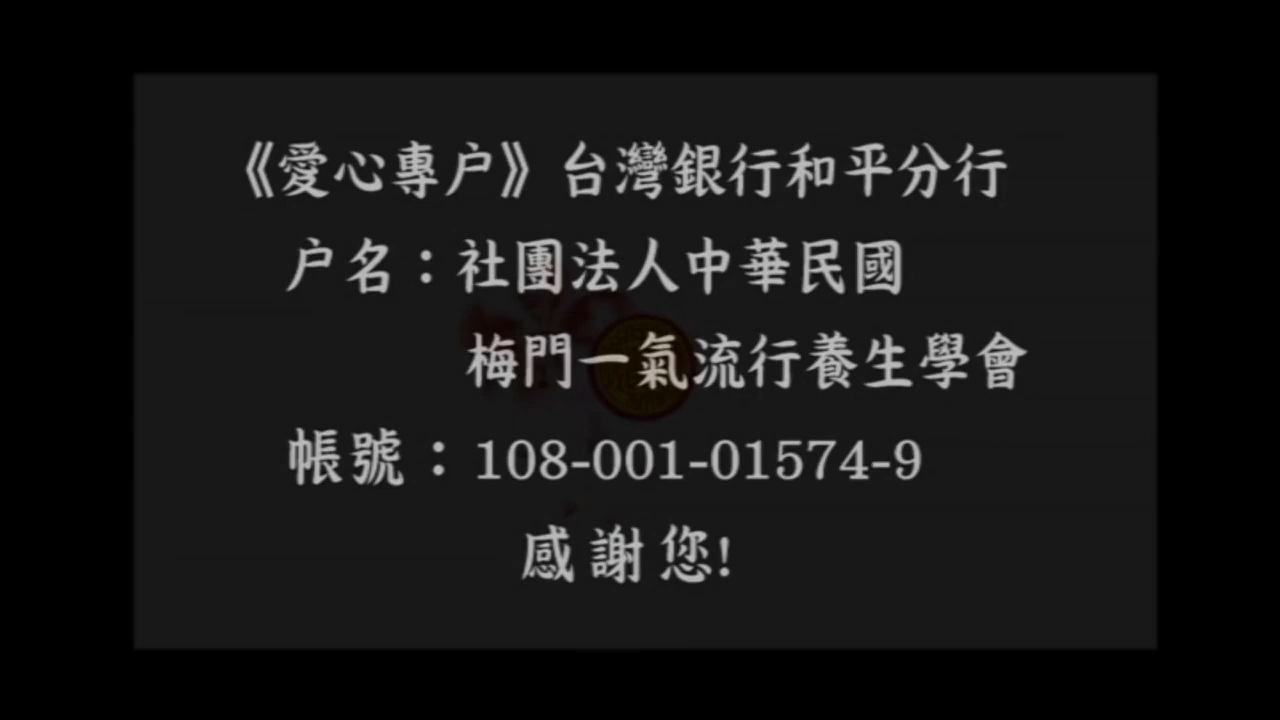 《愛心專户》台灣銀行和平分行
户名：社團法人中華民國
梅門一氣流行養生學會
帳號：108-001-01574-9
感謝您!